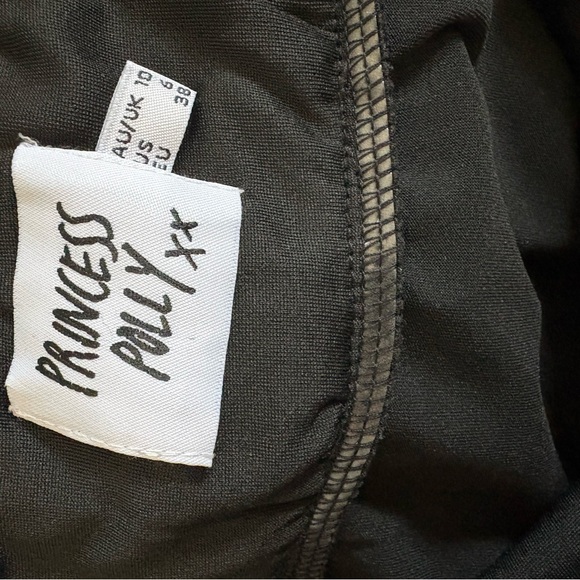 AU/UK 10
US 6
EU 38
PRINCESS
POLLY
xx